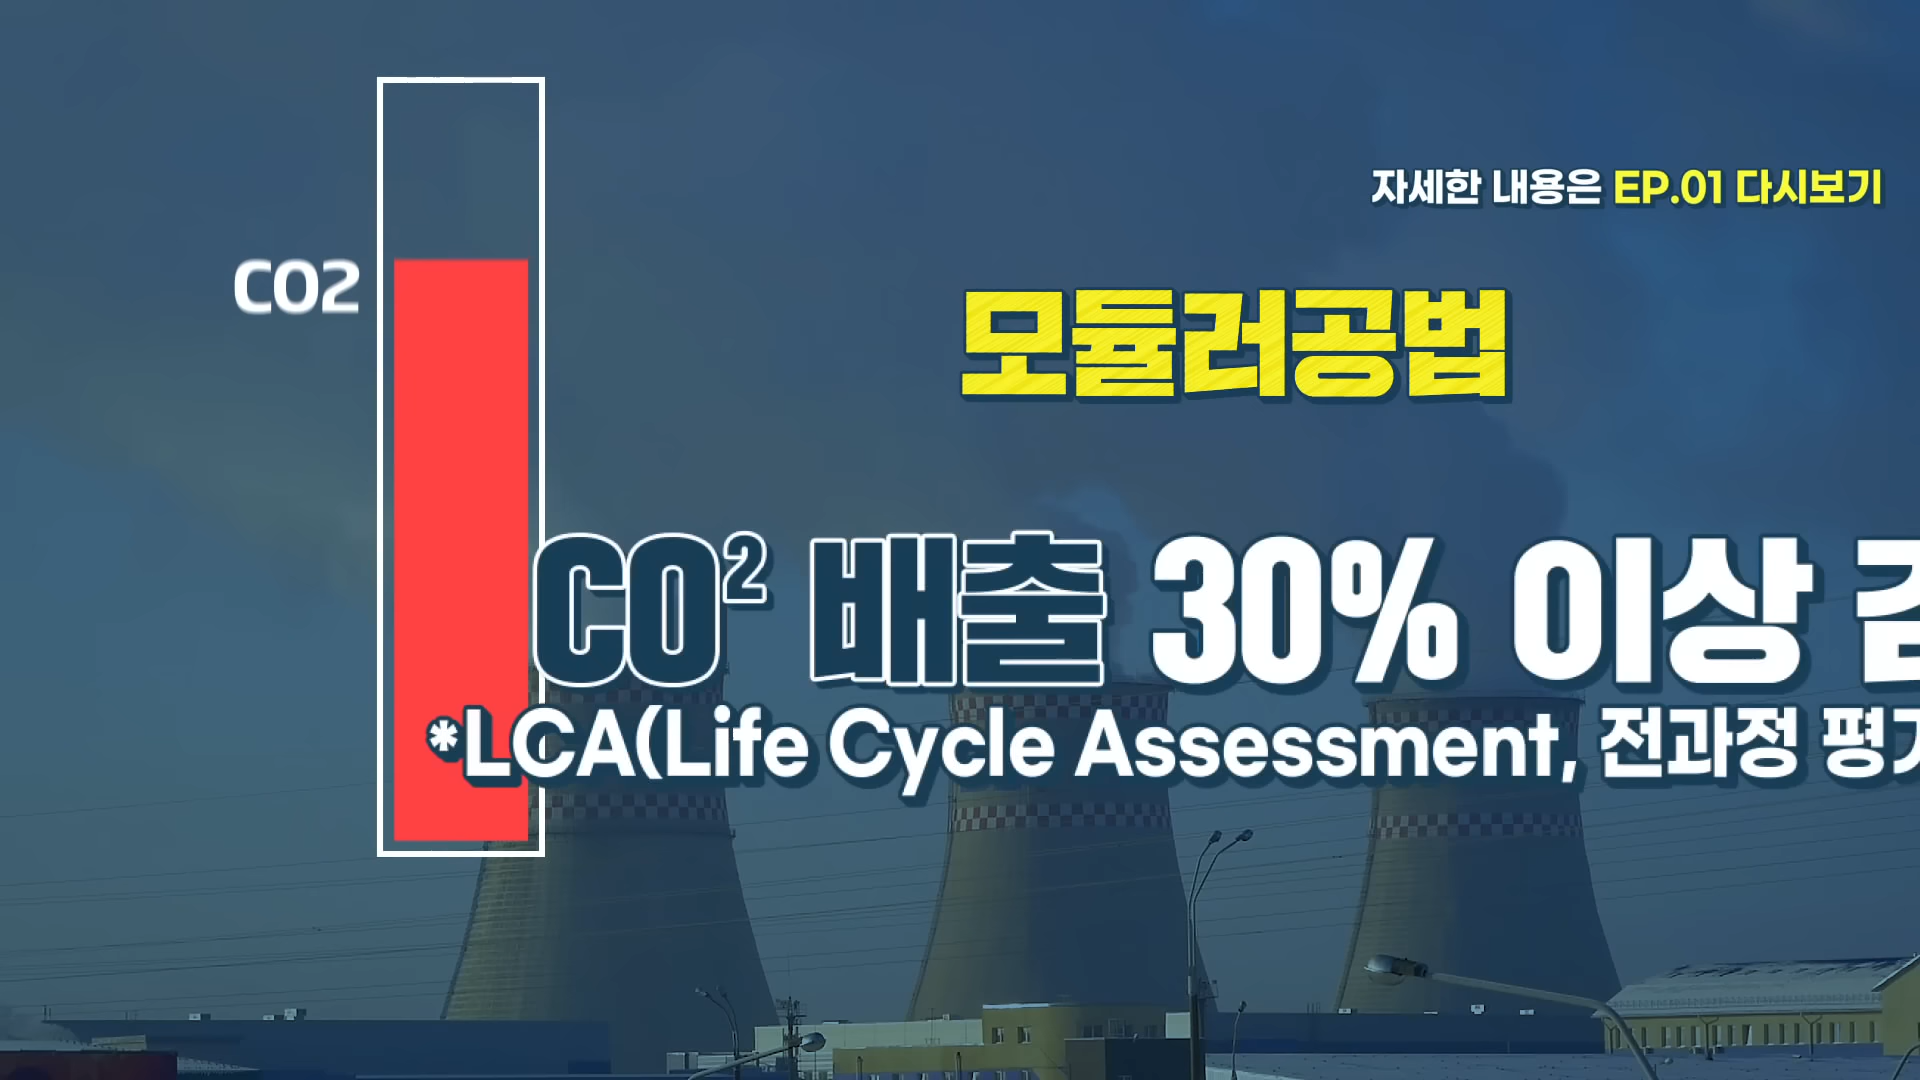 자세한 내용은 EP.01 다시보기
CO2
모듈러공법
CO² 배출 30% 이상
*LCA(Life Cycle Assessment, 전과정